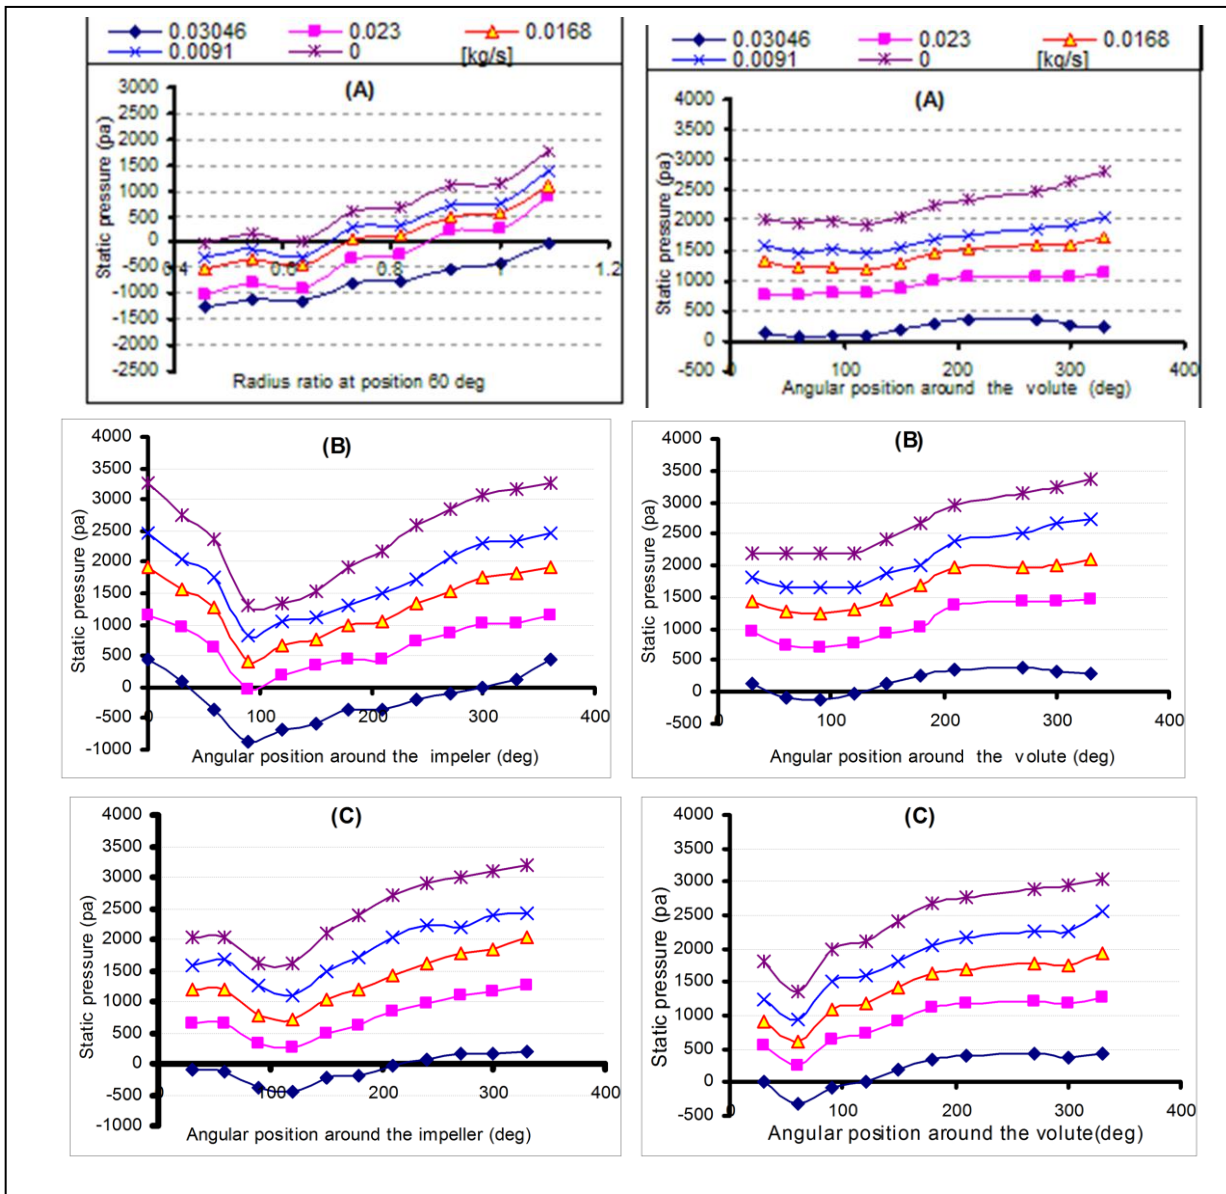 0.03046 0.023 0.0168
0.0091 0 [kg/s]
(A)
Static pressure (pa)
3000
2500
2000
1500
1000
500
0
-500
-1000
-1500
-2000
-2500
0.4 0.6 0.8 1 1.2
Radius ratio at position 60 deg
0.03046 0.023 0.0168
0.0091 0 [kg/s]
(A)
Static pressure (pa)
4000
3500
3000
2500
2000
1500
1000
500
0
-500
0 100 200 300 400
Angular position around the volute (deg)
(B)
Static pressure (pa)
4000
3500
3000
2500
2000
1500
1000
500
0
-500
-1000
0 100 200 300 400
Angular position around the impeler (deg)
(B)
Static pressure (pa)
4000
3500
3000
2500
2000
1500
1000
500
0
-500
0 100 200 300 400
Angular position around the volute (deg)
(C)
Static pressure (pa)
4000
3500
3000
2500
2000
1500
1000
500
0
-500
-1000
0 100 200 300 400
Angular position around the impeller (deg)
(C)
Static pressure (pa)
4000
3500
3000
2500
2000
1500
1000
500
0
-500
0 100 200 300 400
Angular position around the volute(deg)